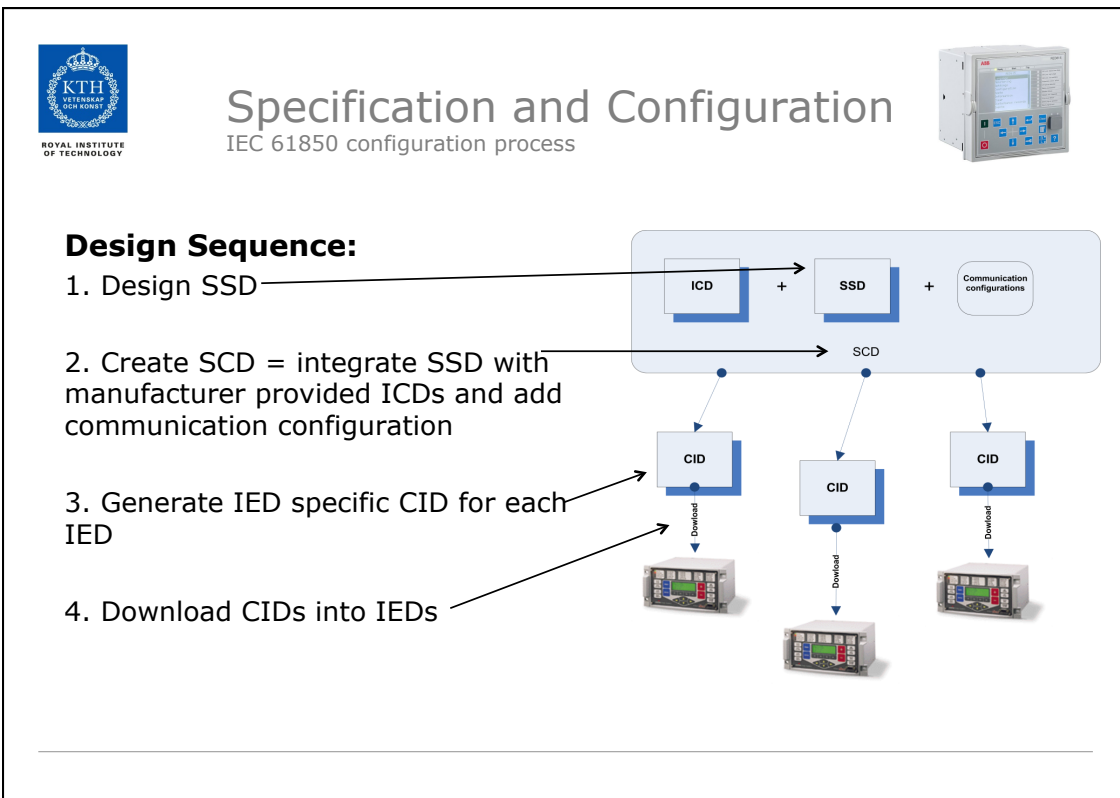 KTH
VETENSKAP
OCH KONST
ROYAL INSTITUTE
OF TECHNOLOGY
Specification and Configuration
IEC 61850 configuration process
ABB
Design Sequence:
1. Design SSD
2. Create SCD = integrate SSD with
manufacturer provided ICDs and add
communication configuration
3. Generate IED specific CID for each
IED
4. Download CIDs into IEDs
ICD
+
SSD
+
Communication
configurations
SCD
CID
CID
CID
Dowload
Dowload
Dowload